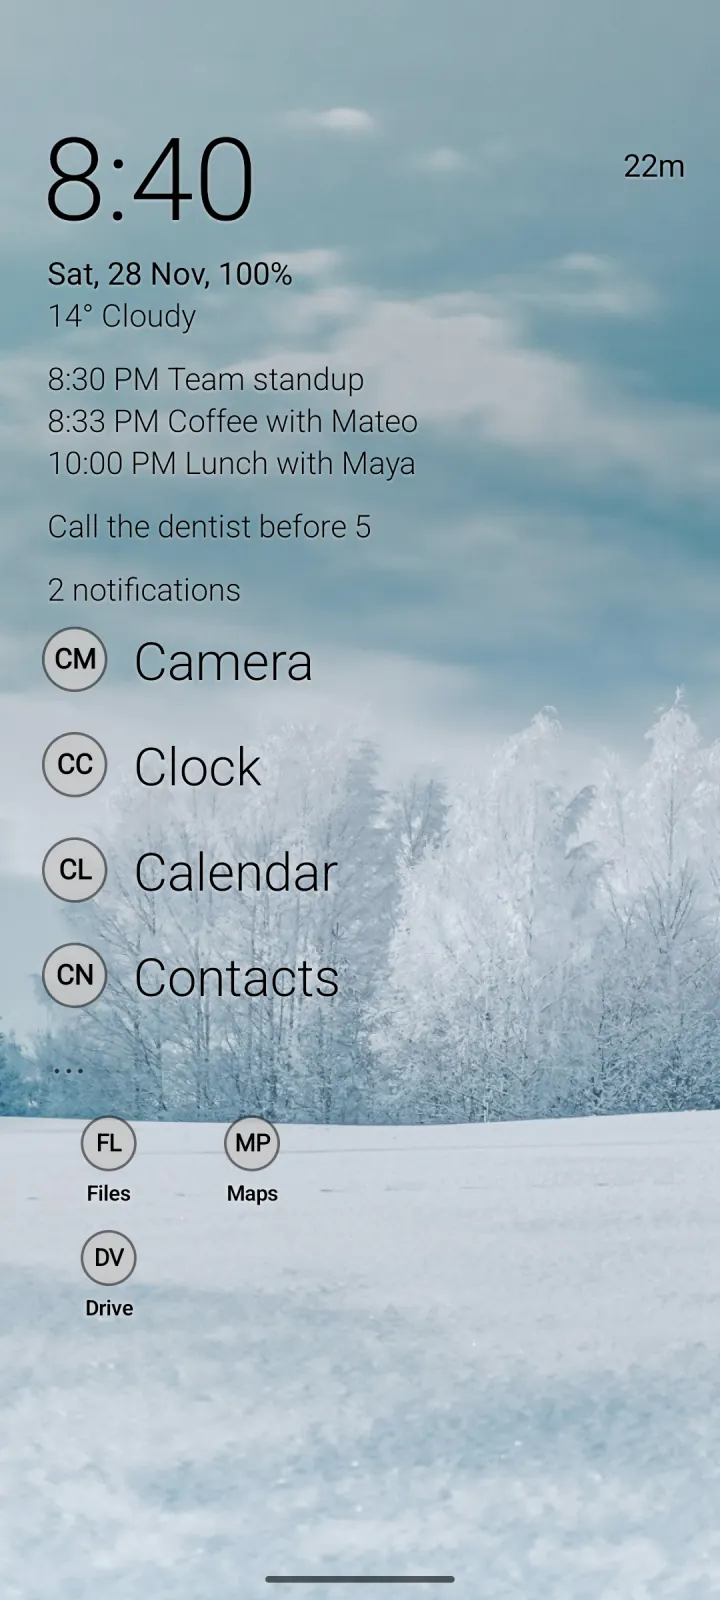 8:40
22m
Sat, 28 Nov, 100%
14° Cloudy
8:30 PM Team standup
8:33 PM Coffee with Mateo
10:00 PM Lunch with Maya
Call the dentist before 5
2 notifications
CM Camera
CC Clock
CL Calendar
CN Contacts
...
FL MP
Files Maps
DV
Drive